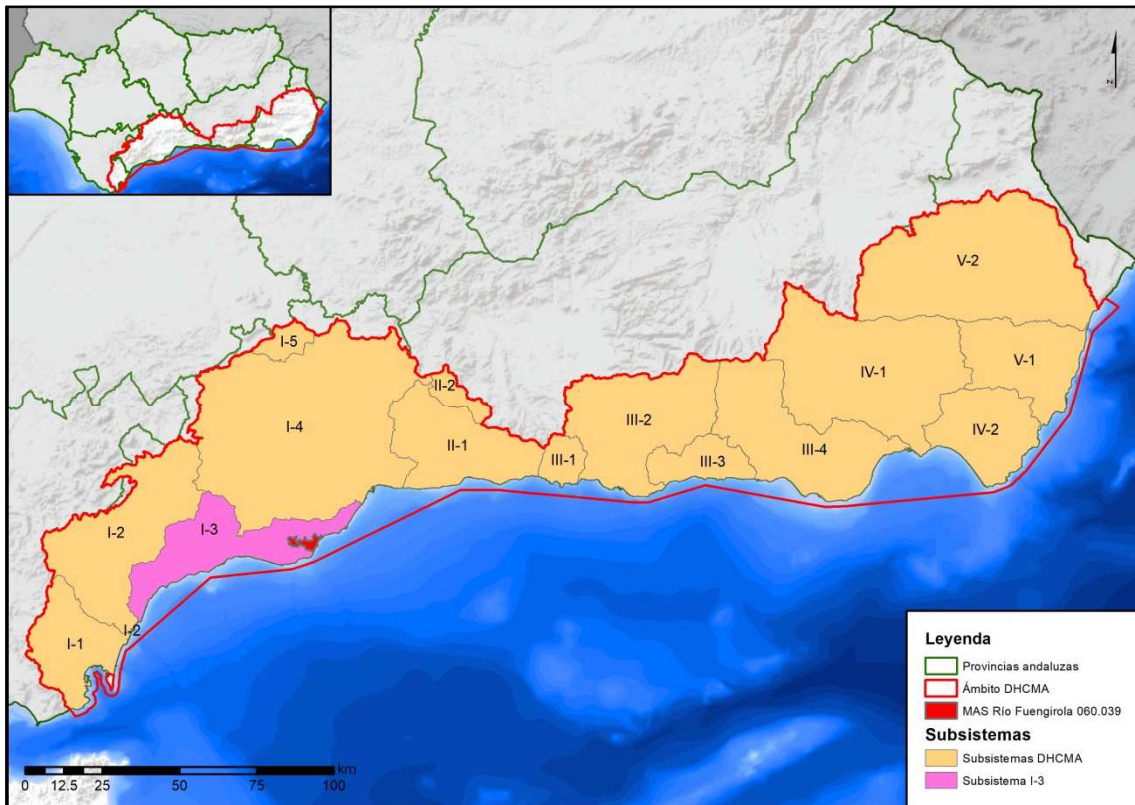 z
V-2
I-5
IV-1
V-1
II-2
I-4
III-2
II-1
IV-2
III-1
III-3
III-4
I-3
I-2
I-2
I-1
Leyenda
Provincias andaluzas
Ámbito DHCMA
MAS Río Fuengirola 060.039
Subsistemas
Subsistemas DHCMA
Subsistema I-3
km
0 12.5 25 50 75 100